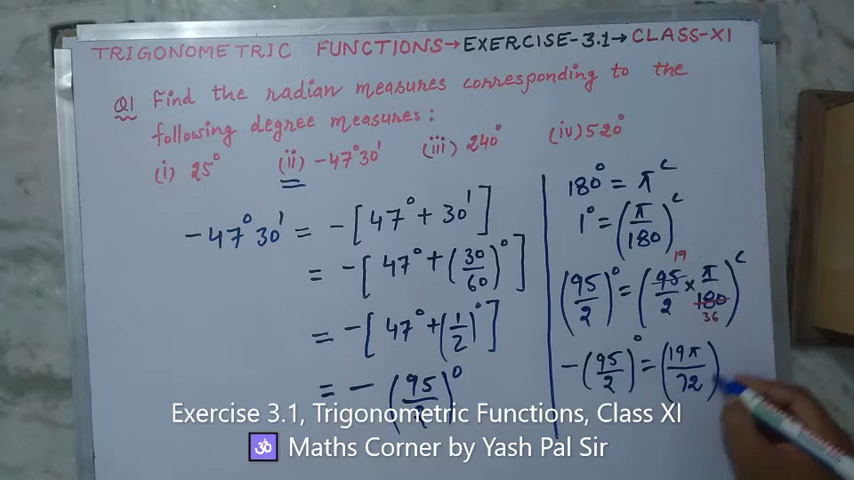 TRIGONOMETRIC FUNCTIONS→EXERCISE-3.1→CLASS-XI
Q1 Find the radian measures corresponding to the
following degree measures:
(i) 25° (ii) -47°30' (iii) 240° (iv) 520°
-47°30' = -[47°+30']
= -[47°+(30/60)°]
= -[47°+(1/2)°]
= -(95/2)°
180° = π^c
1° = (π/180)^c
(95/2)° = (95/2 × π/180)^c
19
36
-(95/2)° = (19π/72)
Exercise 3.1, Trigonometric Functions, Class XI
🕉 Maths Corner by Yash Pal Sir